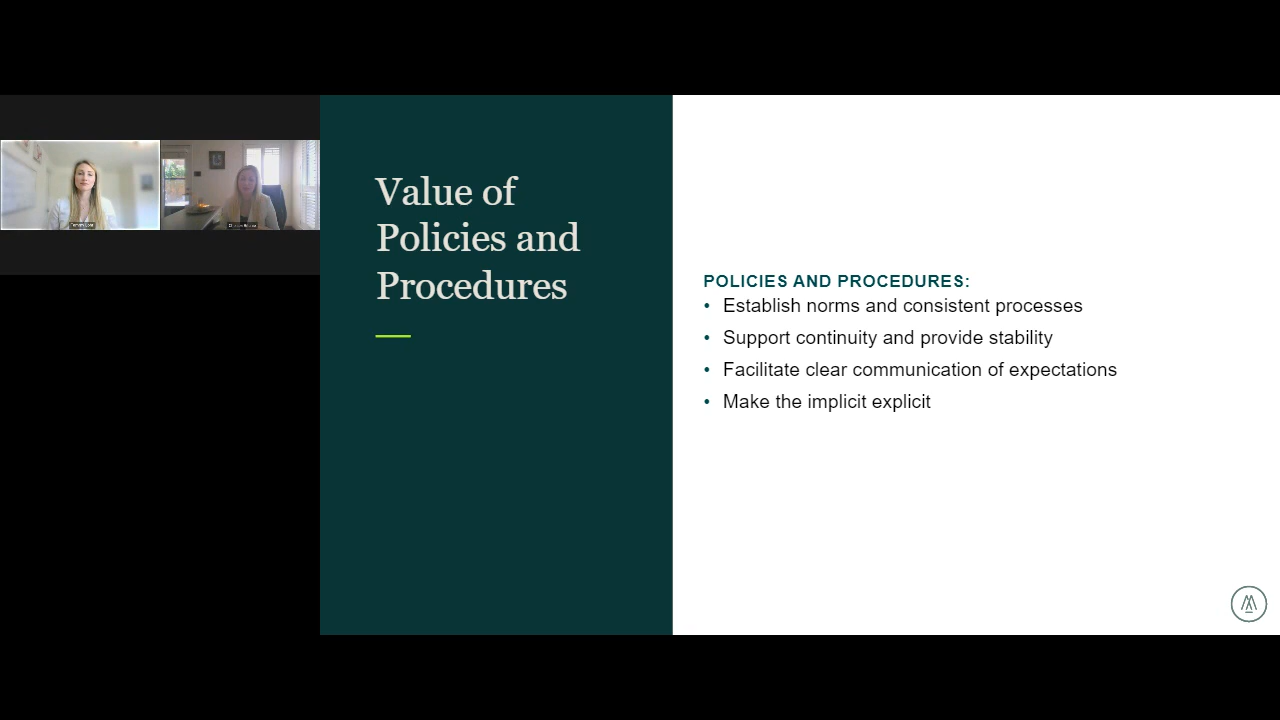 Value of
Policies and
Procedures
POLICIES AND PROCEDURES:
• Establish norms and consistent processes
• Support continuity and provide stability
• Facilitate clear communication of expectations
• Make the implicit explicit